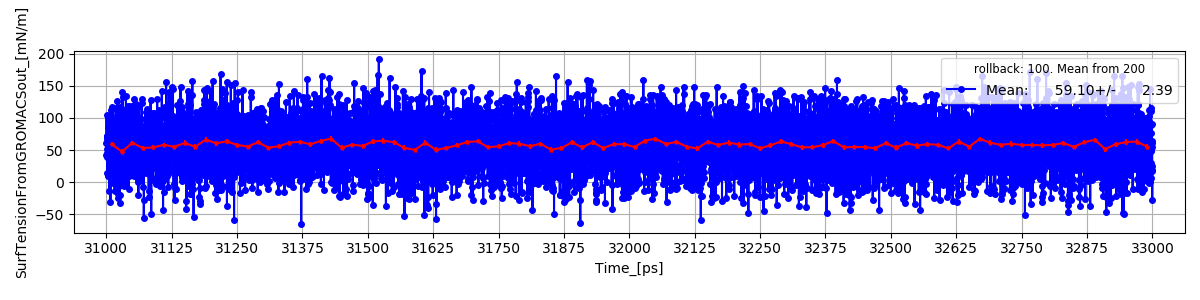 SurfTensionFromGROMACSout_[mN/m]
200
150
100
50
0
−50
rollback: 100. Mean from 200
Mean: 59.10+/- 2.39
31000 31125 31250 31375 31500 31625 31750 31875 32000 32125 32250 32375 32500 32625 32750 32875 33000
Time_[ps]